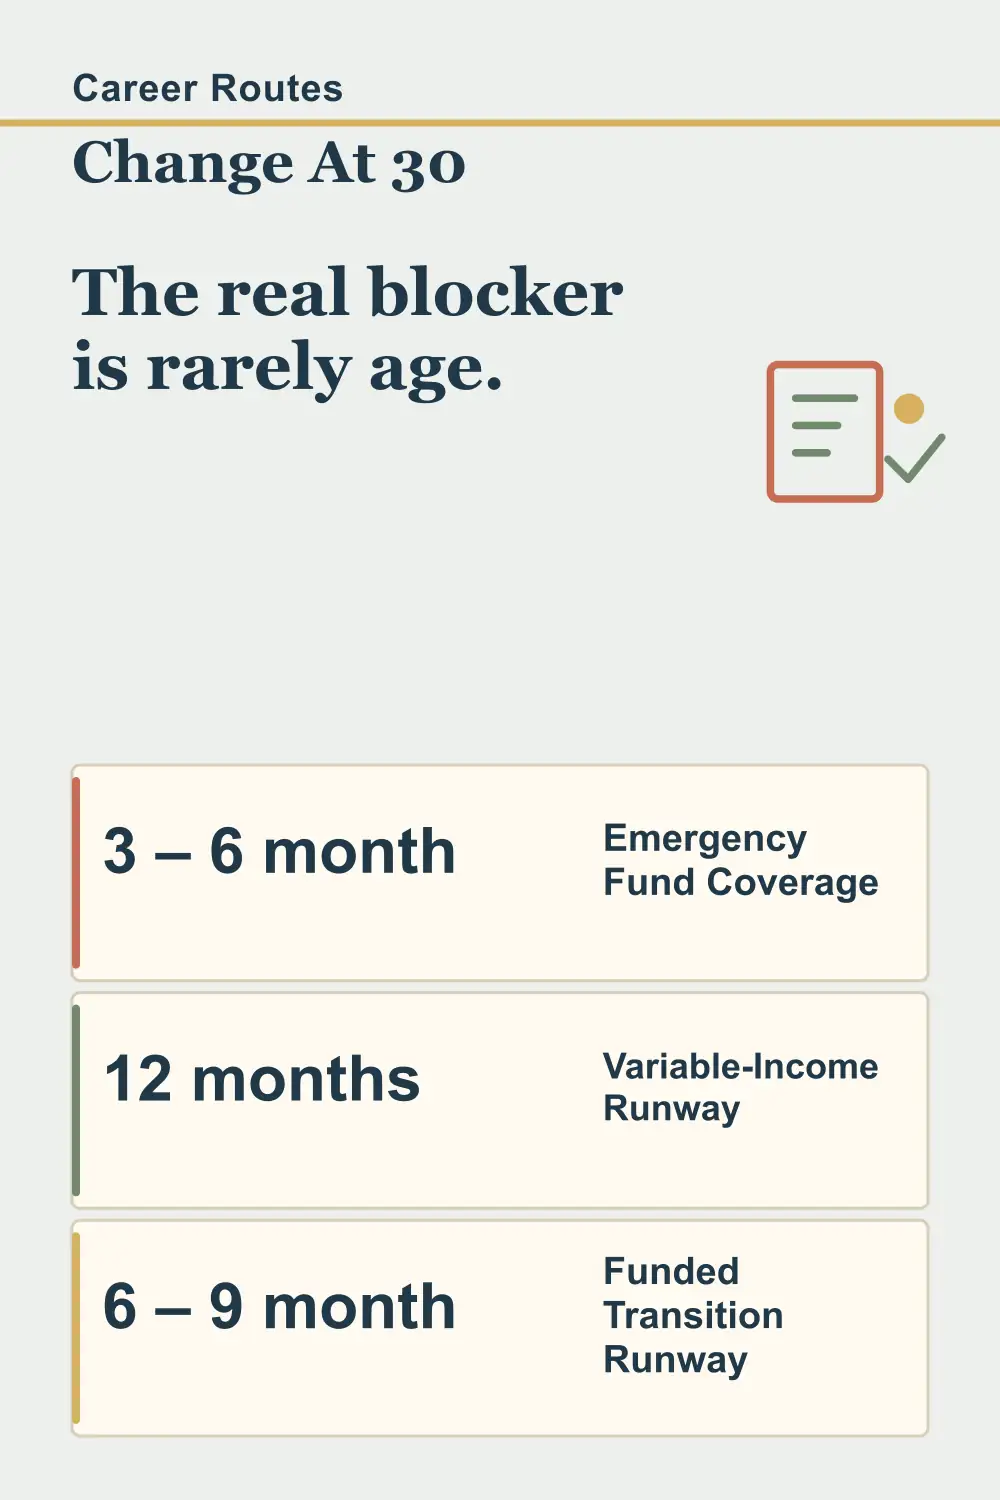 Career Routes
Change At 30
The real blocker
is rarely age.
3 – 6 month
Emergency
Fund Coverage
12 months
Variable-Income
Runway
6 – 9 month
Funded
Transition
Runway